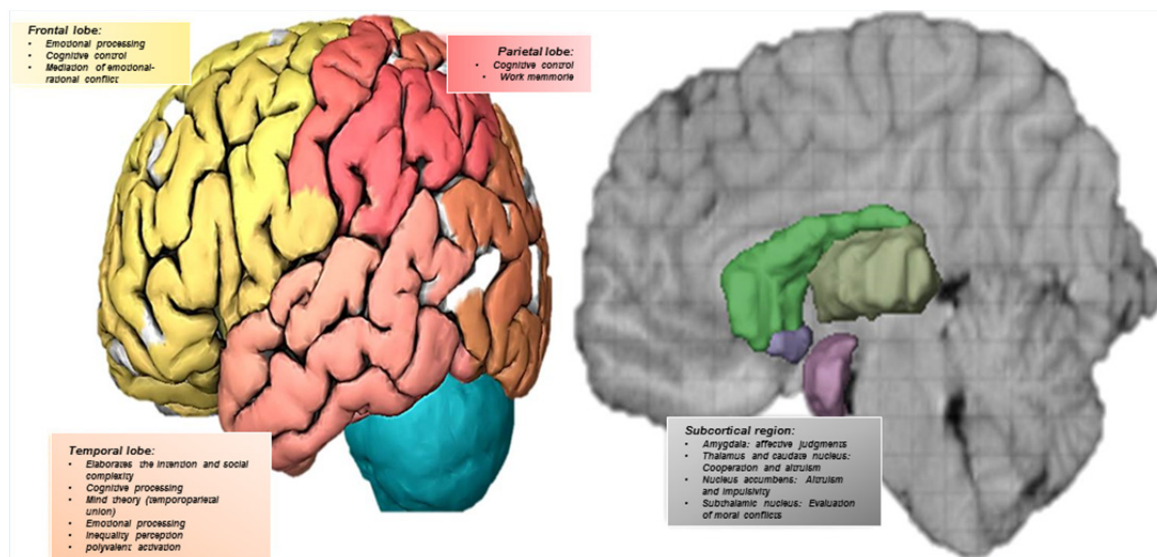 Frontal lobe:
• Emotional processing
• Cognitive control
• Mediation of emotional-
rational conflict
Parietal lobe:
• Cognitive control
• Work memmorie
Temporal lobe:
• Elaborates the intention and social
complexity
• Cognitive processing
• Mind theory (temporoparietal
union)
• Emotional processing
• Inequality perception
• polyvalent activation
Subcortical region:
• Amygdala: affective judgments
• Thalamus and caudate nucleus:
Cooperation and altruism
• Nucleus accumbens: Altruism
and impulsivity
• Subthalamic nucleus: Evaluation
of moral conflicts